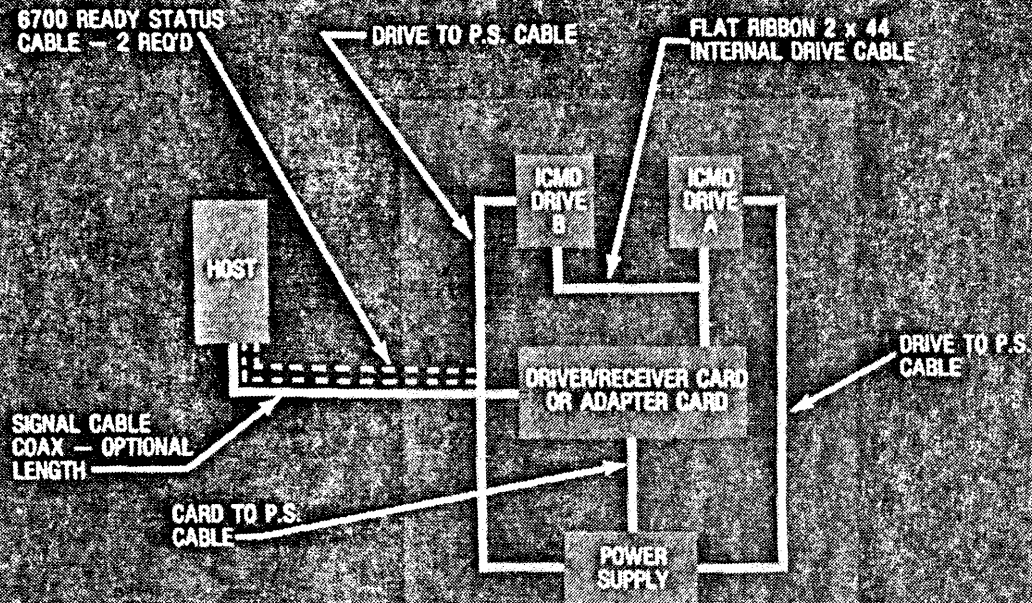 6700 READY STATUS
CABLE — 2 REQ'D
DRIVE TO P.S. CABLE
FLAT RIBBON 2 x 44
INTERNAL DRIVE CABLE
ICMD
DRIVE
B
ICMD
DRIVE
A
HOST
DRIVE TO P.S.
CABLE
DRIVER/RECEIVER CARD
OR ADAPTER CARD
SIGNAL CABLE
COAX — OPTIONAL
LENGTH
CARD TO P.S.
CABLE
POWER
SUPPLY